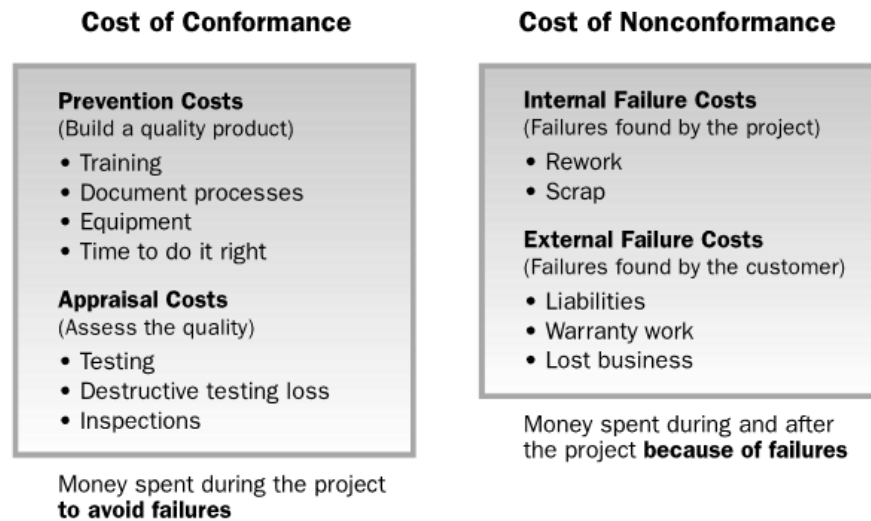 Cost of Conformance
Prevention Costs
(Build a quality product)
• Training
• Document processes
• Equipment
• Time to do it right
Appraisal Costs
(Assess the quality)
• Testing
• Destructive testing loss
• Inspections
Money spent during the project
to avoid failures
Cost of Nonconformance
Internal Failure Costs
(Failures found by the project)
• Rework
• Scrap
External Failure Costs
(Failures found by the customer)
• Liabilities
• Warranty work
• Lost business
Money spent during and after
the project because of failures